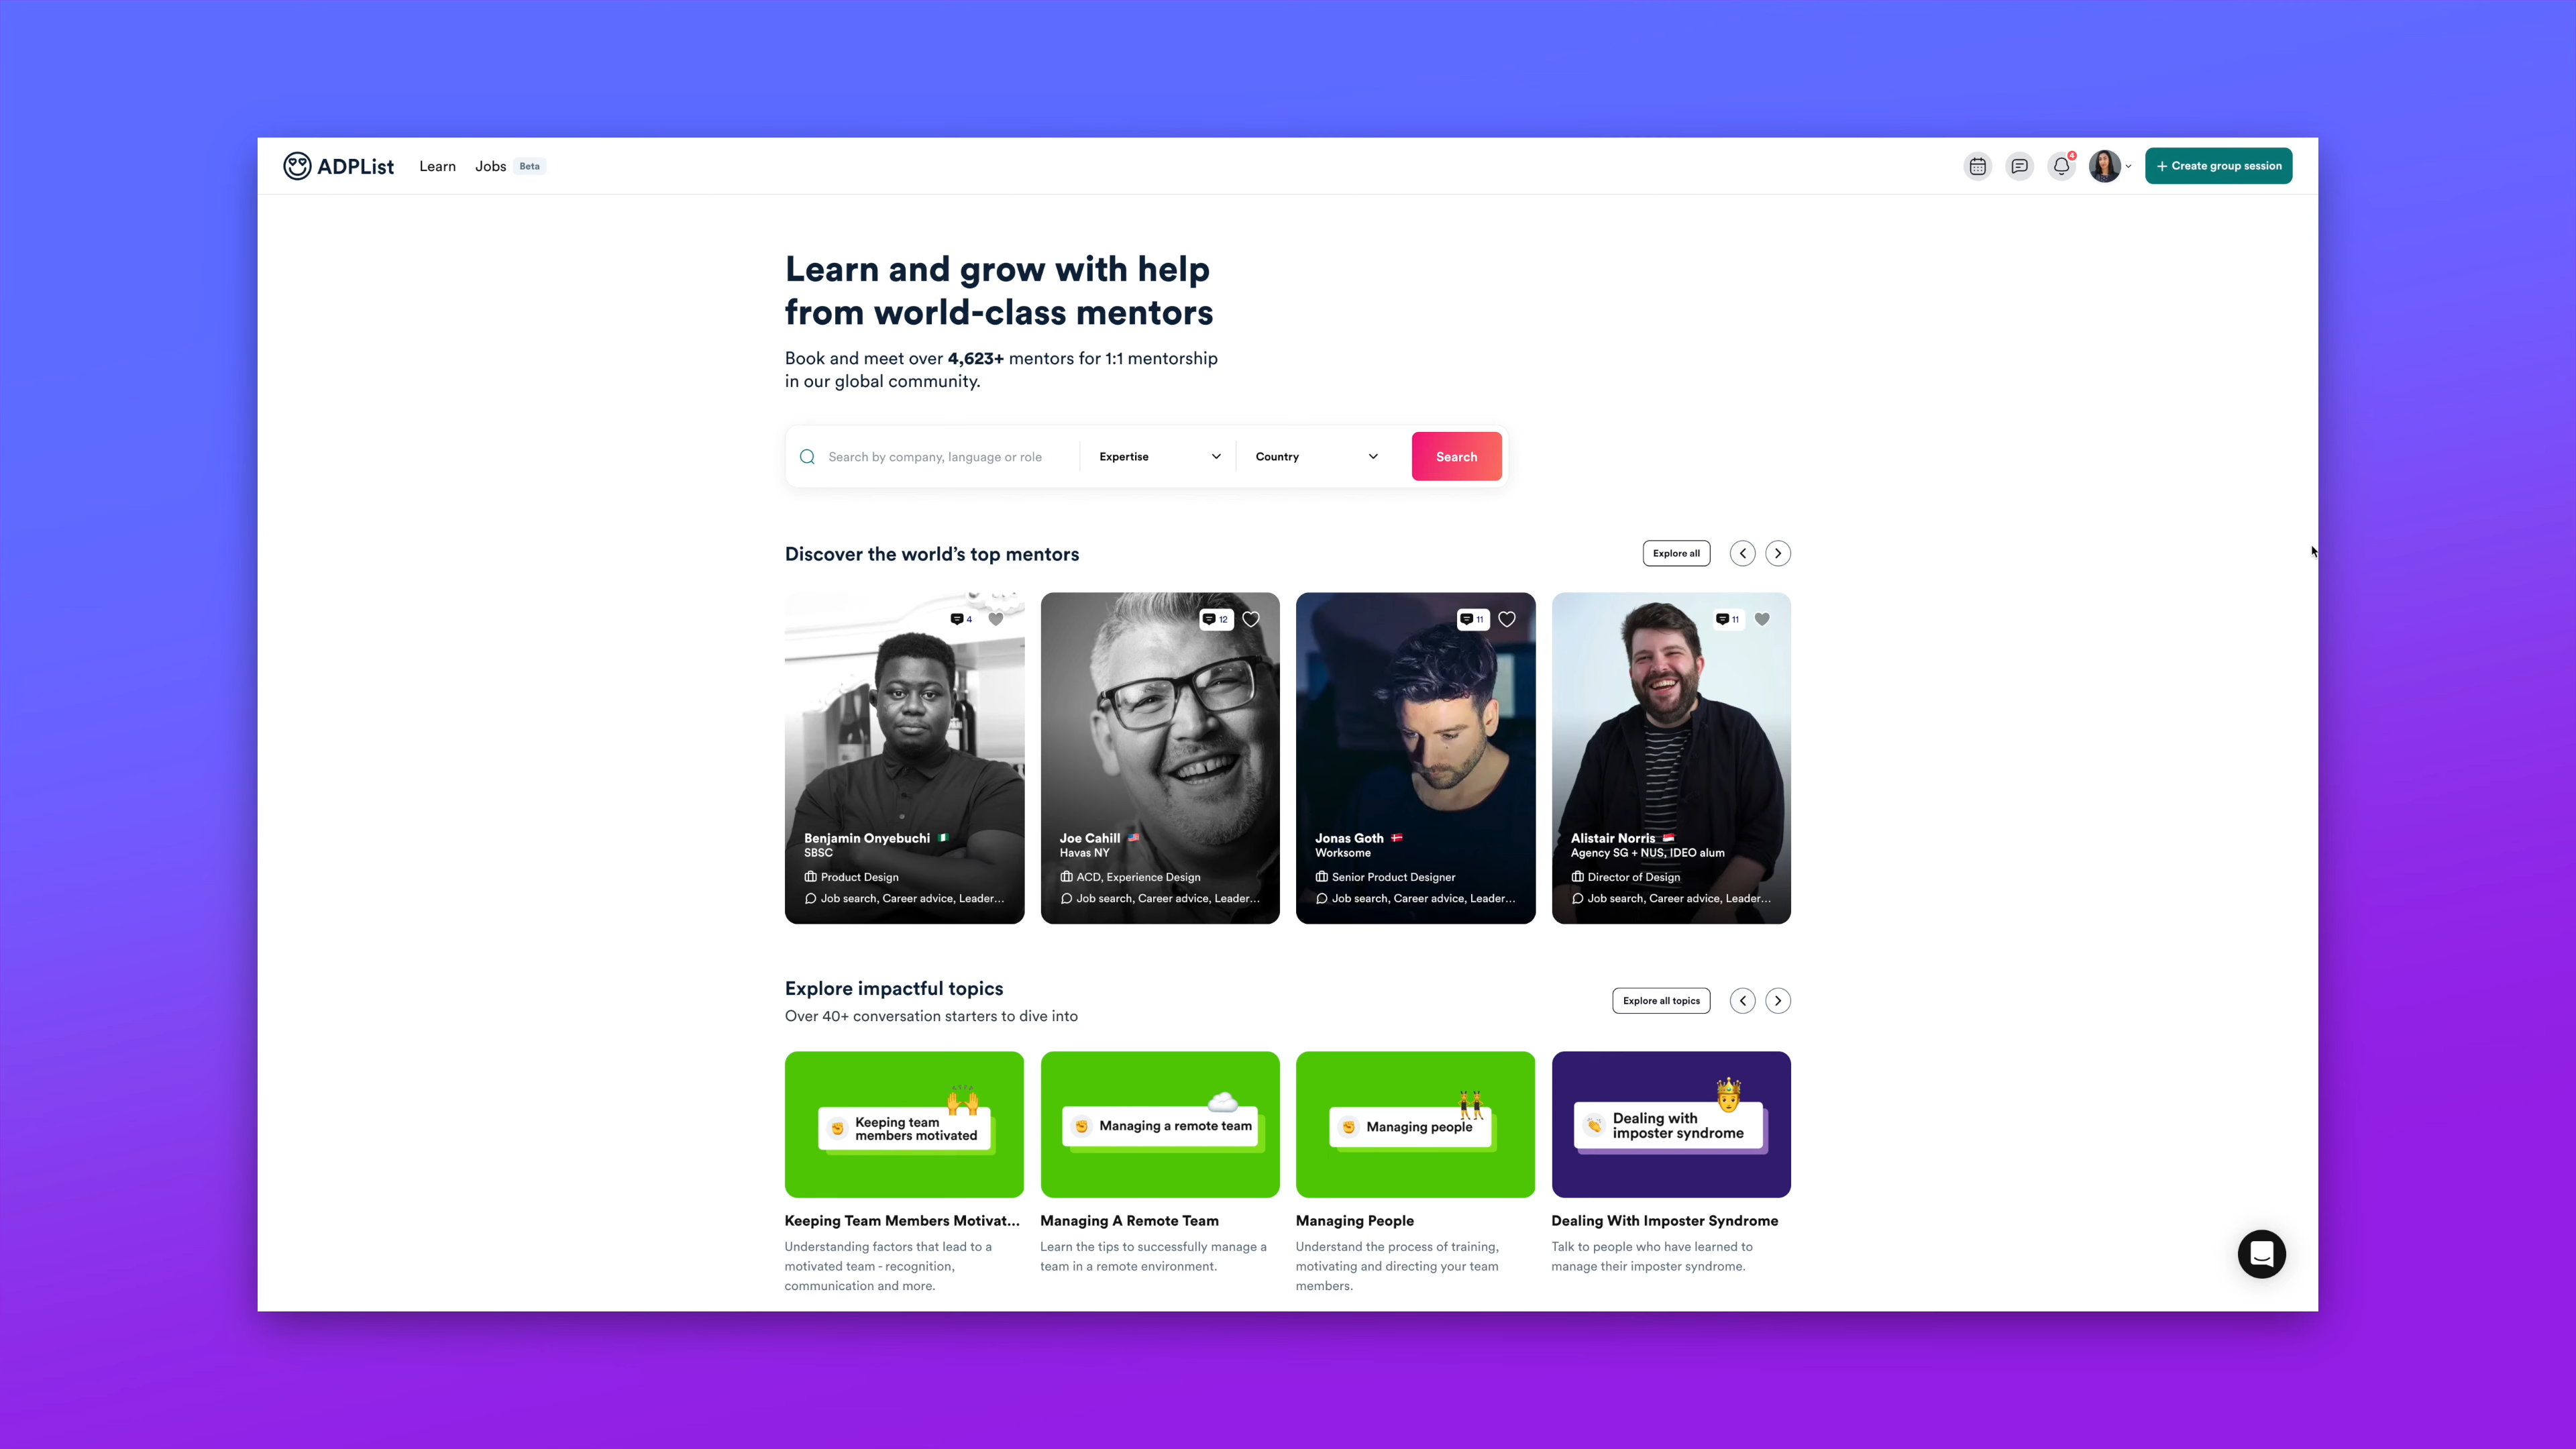 ADPList
Learn
Jobs
Beta
4
+ Create group session
Learn and grow with help
from world-class mentors
Book and meet over 4,623+ mentors for 1:1 mentorship
in our global community.
Search by company, language or role
Expertise
Country
Search
Discover the world’s top mentors
Explore all
4
Benjamin Onyebuchi
SBSC
Product Design
Job search, Career advice, Leader...
12
Joe Cahill
Havas NY
ACD, Experience Design
Job search, Career advice, Leader...
11
Jonas Goth
Worksome
Senior Product Designer
Job search, Career advice, Leader...
11
Alistair Norris
Agency SG + NUS, IDEO alum
Director of Design
Job search, Career advice, Leader...
Explore impactful topics
Over 40+ conversation starters to dive into
Explore all topics
Keeping team
members motivated
Keeping Team Members Motivat...
Understanding factors that lead to a
motivated team - recognition,
communication and more.
Managing a remote team
Managing A Remote Team
Learn the tips to successfully manage a
team in a remote environment.
Managing people
Managing People
Understand the process of training,
motivating and directing your team
members.
Dealing with
imposter syndrome
Dealing With Imposter Syndrome
Talk to people who have learned to
manage their imposter syndrome.